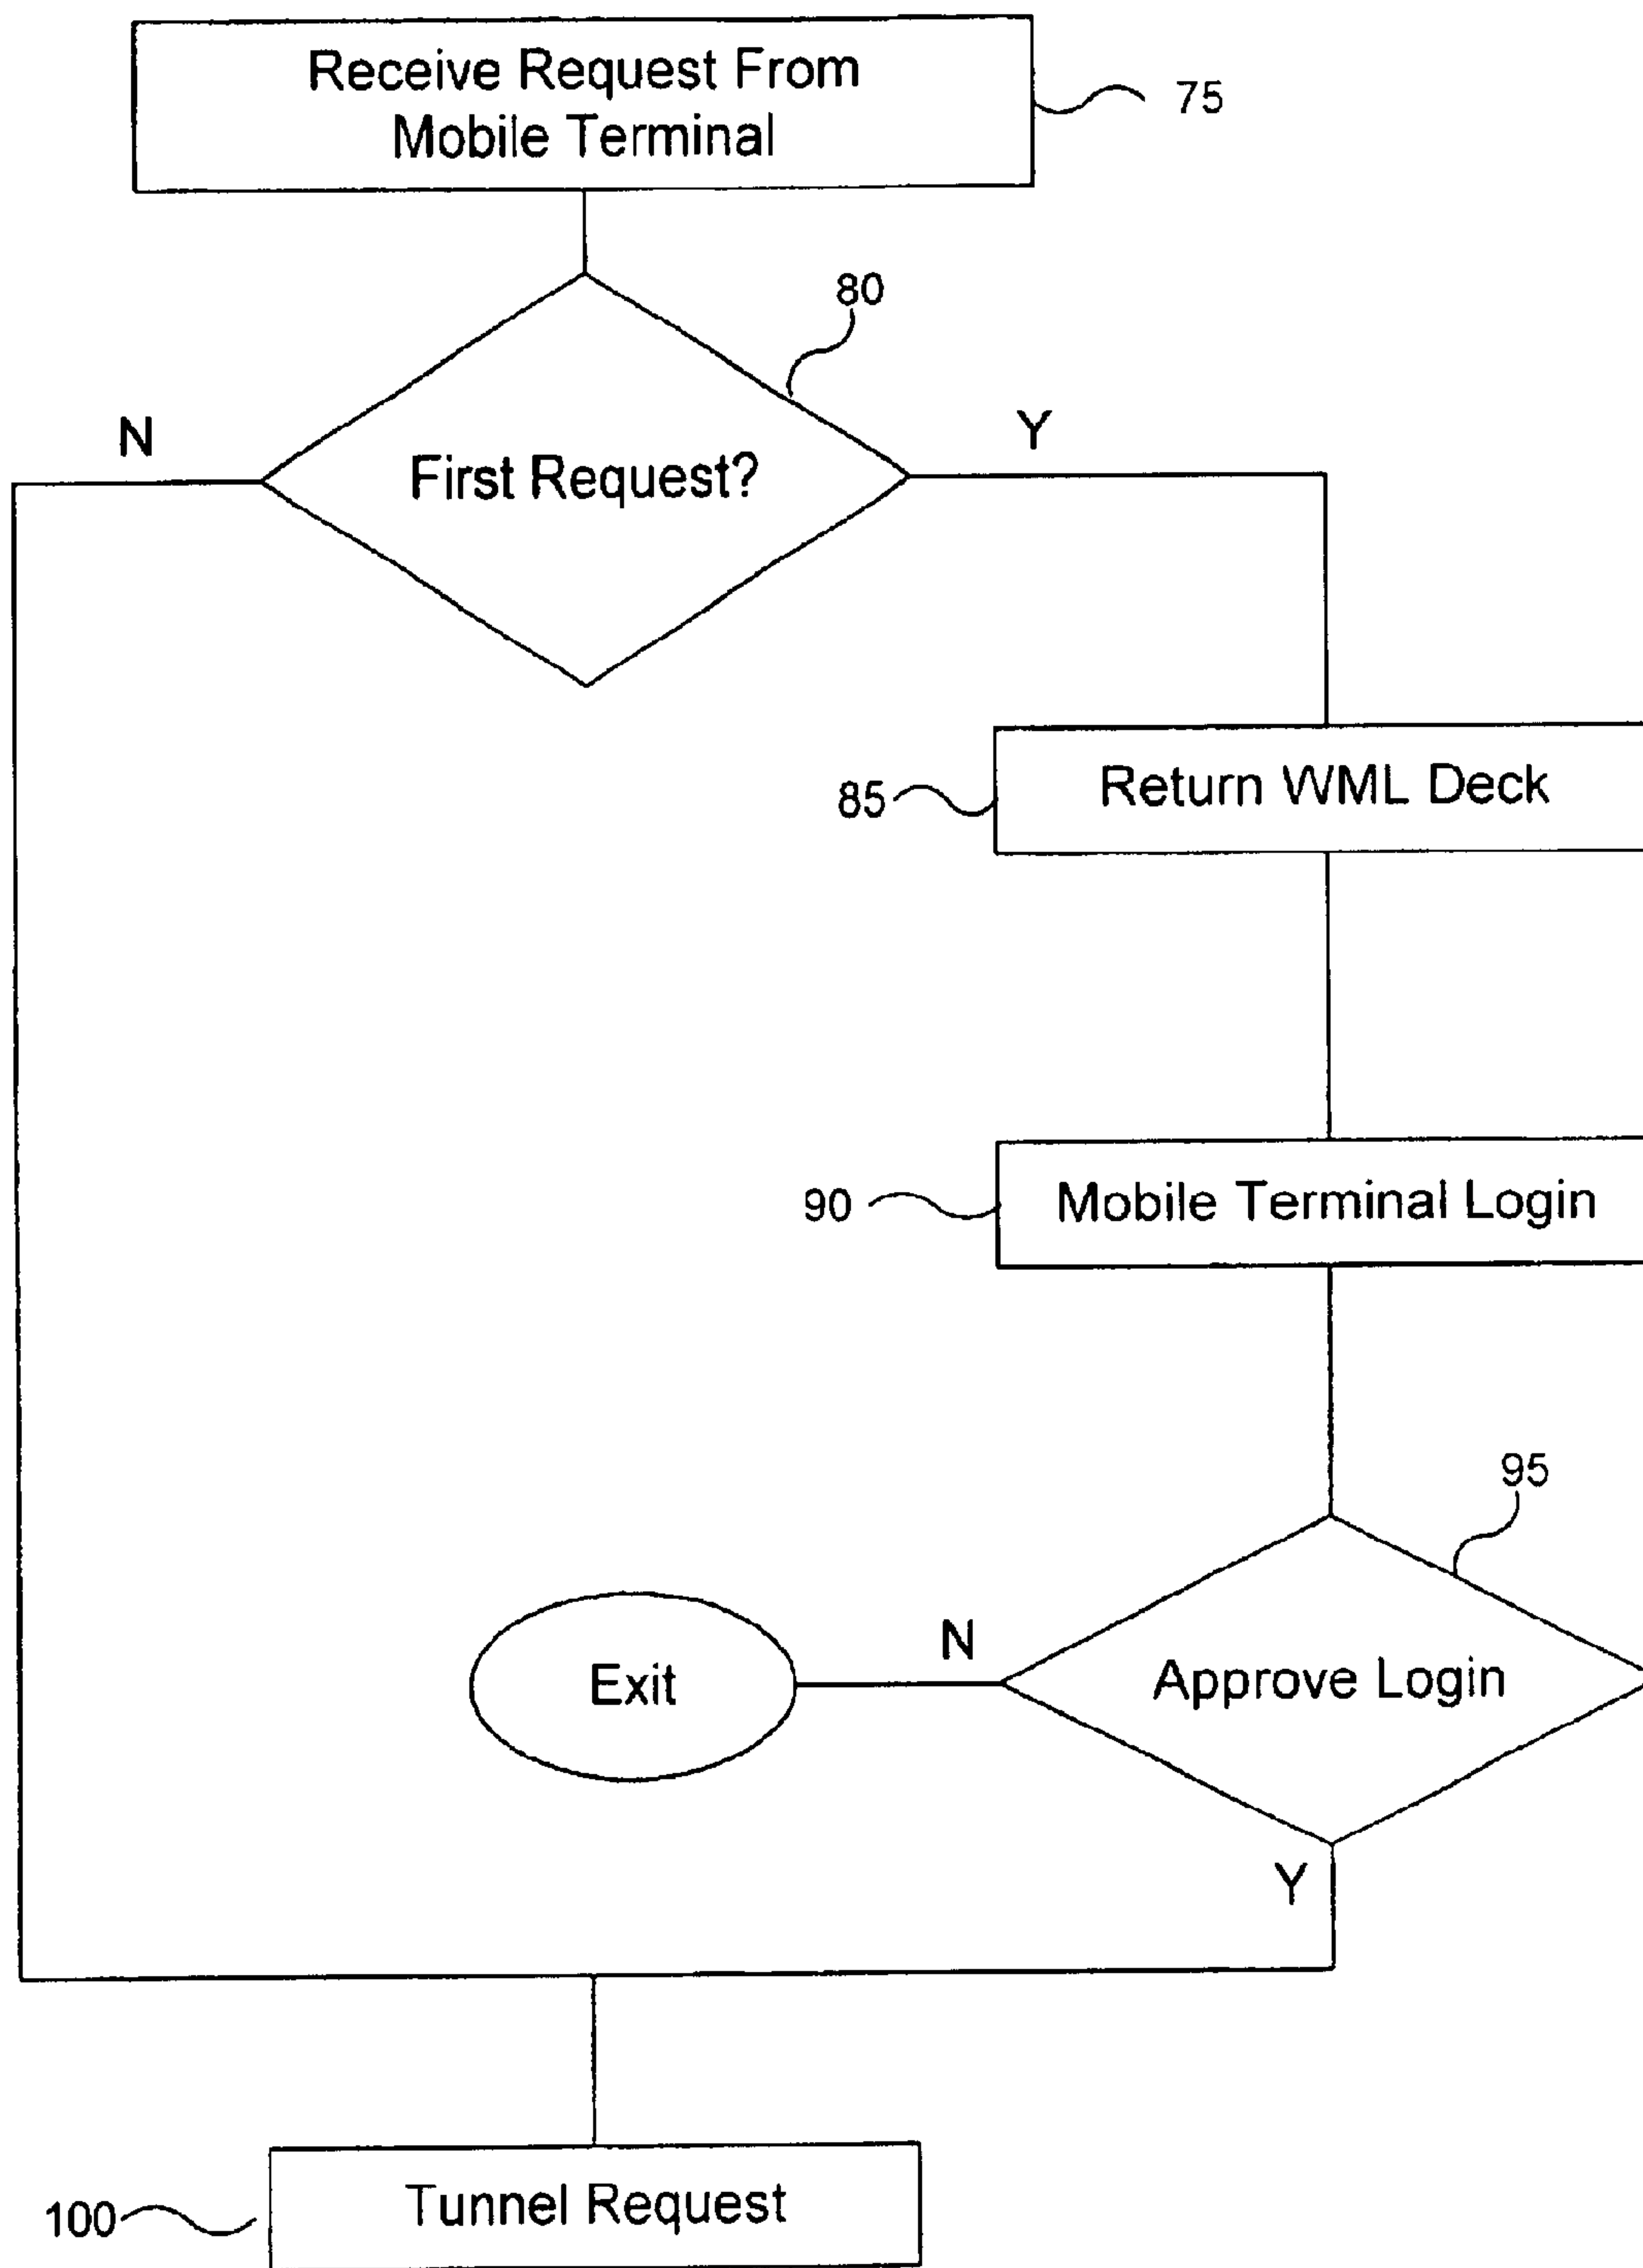 Receive Request From
Mobile Terminal
75
80
N
Y
First Request?
Return WML Deck
85
90
Mobile Terminal Login
95
Exit
N
Approve Login
Y
Tunnel Request
100